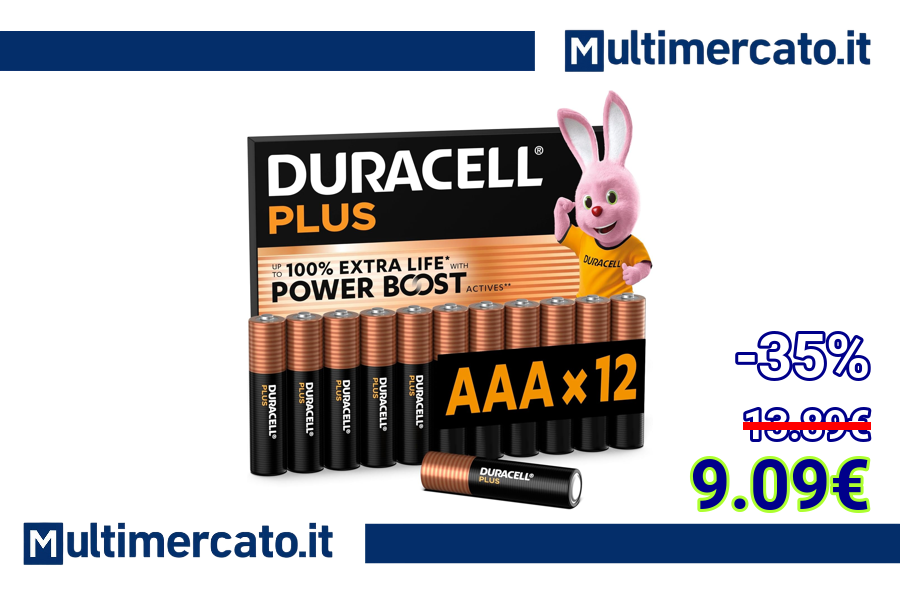 Multimercato.it
DURACELL®
PLUS
DURACELL
UP TO 100% EXTRA LIFE* WITH
POWER BOOST ACTIVES**
DURACELL®
PLUS
DURACELL®
PLUS
DURACELL®
PLUS
DURACELL®
PLUS
DURACELL®
PLUS
AAA x 12
-35%
13.89€
9.09€
DURACELL®
PLUS
Multimercato.it